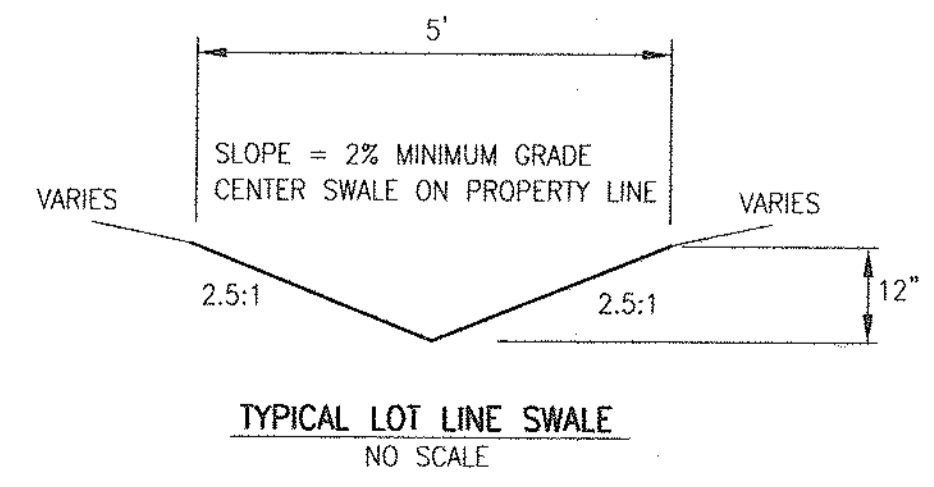 5'
SLOPE = 2% MINIMUM GRADE
CENTER SWALE ON PROPERTY LINE
VARIES
VARIES
2.5:1
2.5:1
12"
TYPICAL LOT LINE SWALE
NO SCALE